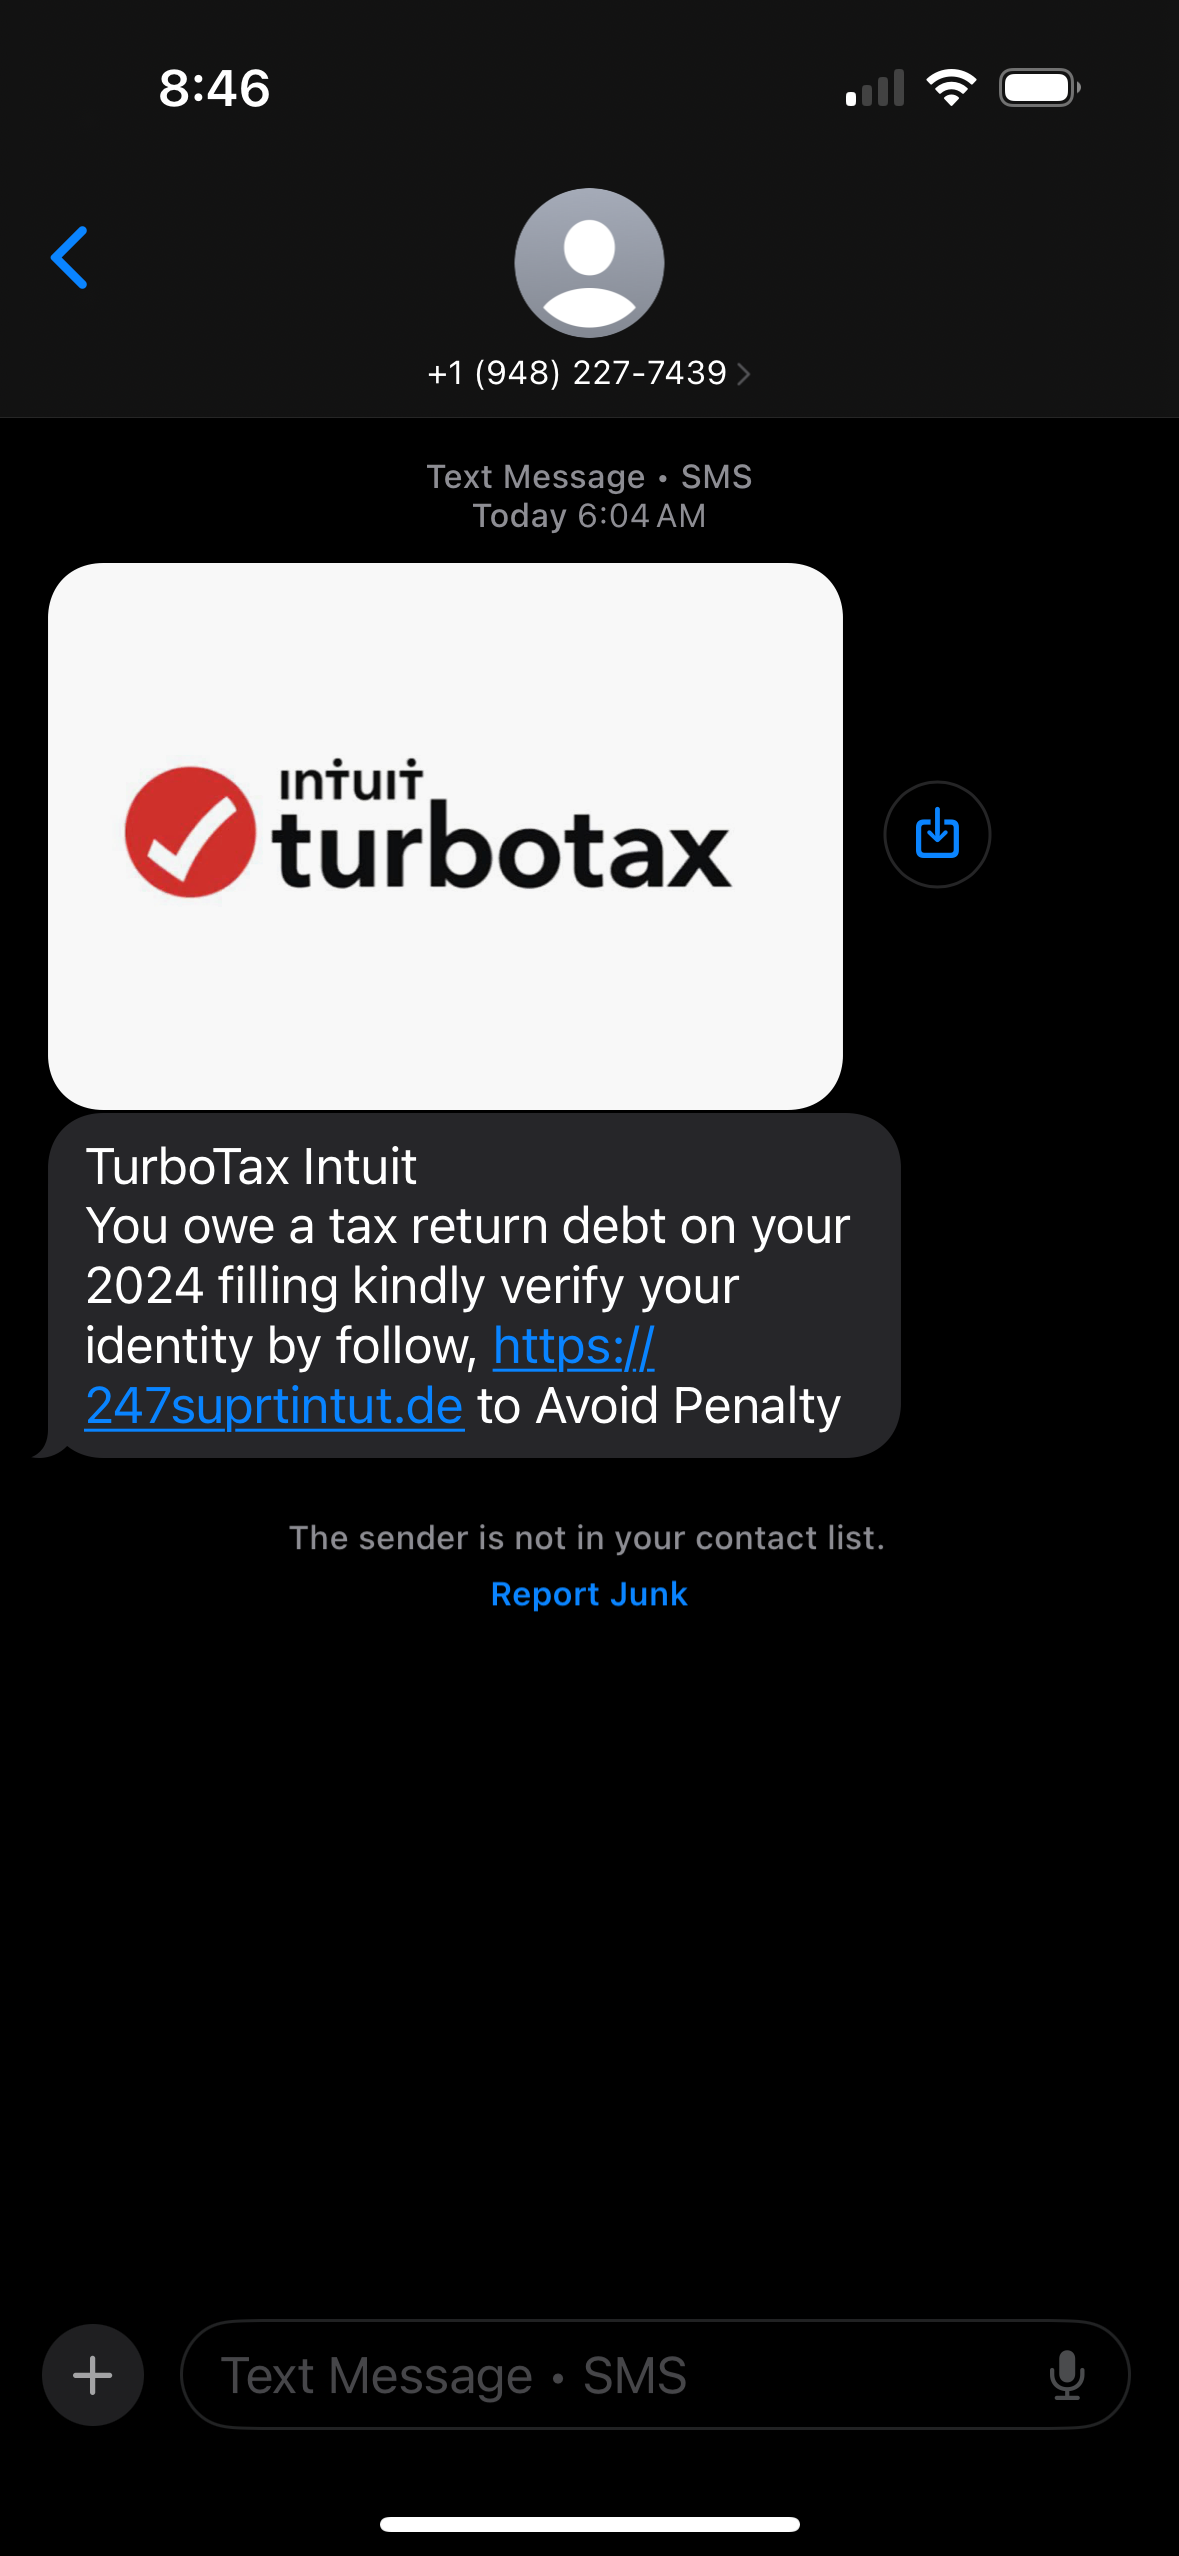 8:46
+1 (948) 227-7439
Text Message • SMS
Today 6:04 AM
intuit
turbotax
TurboTax Intuit
You owe a tax return debt on your
2024 filling kindly verify your
identity by follow, https://
247suprtintut.de to Avoid Penalty
The sender is not in your contact list.
Report Junk
Text Message • SMS